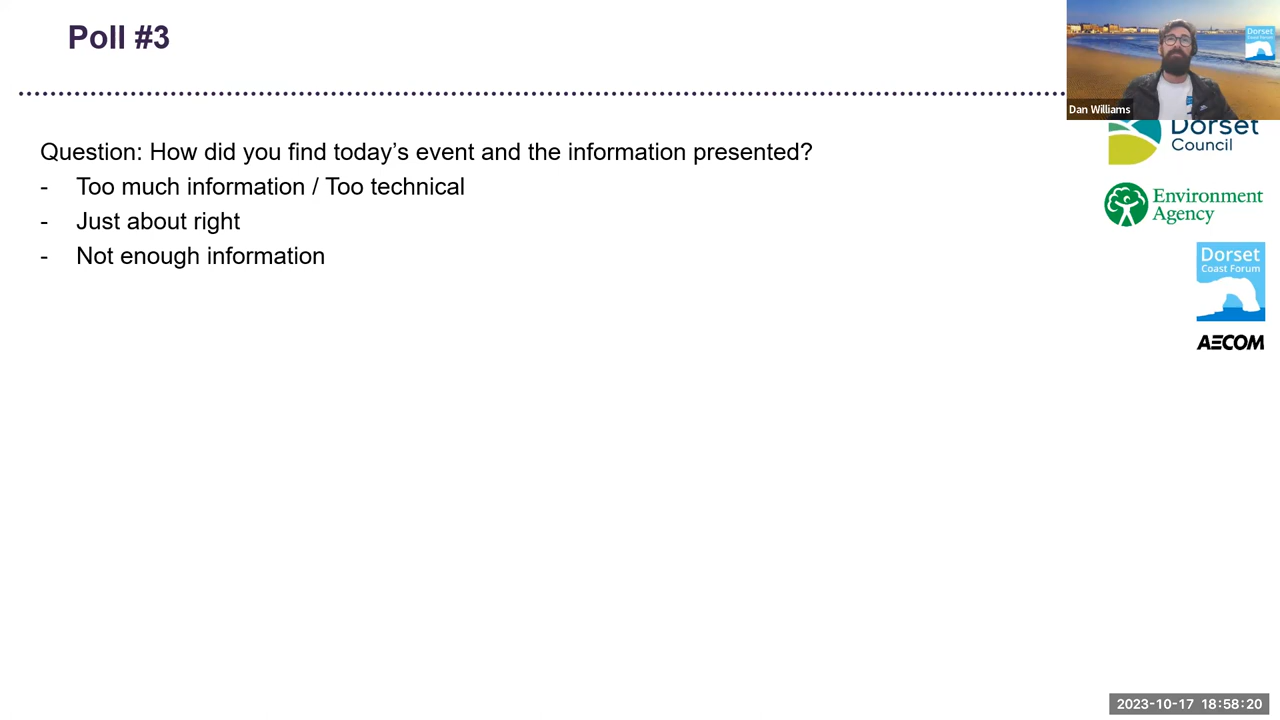 Poll #3
Dorset
Dan Williams
Question: How did you find today’s event and the information presented?
- Too much information / Too technical
- Just about right
- Not enough information
Dorset
Council
Environment
Agency
Dorset
Coast Forum
AECOM
2023-10-17 18:58:20